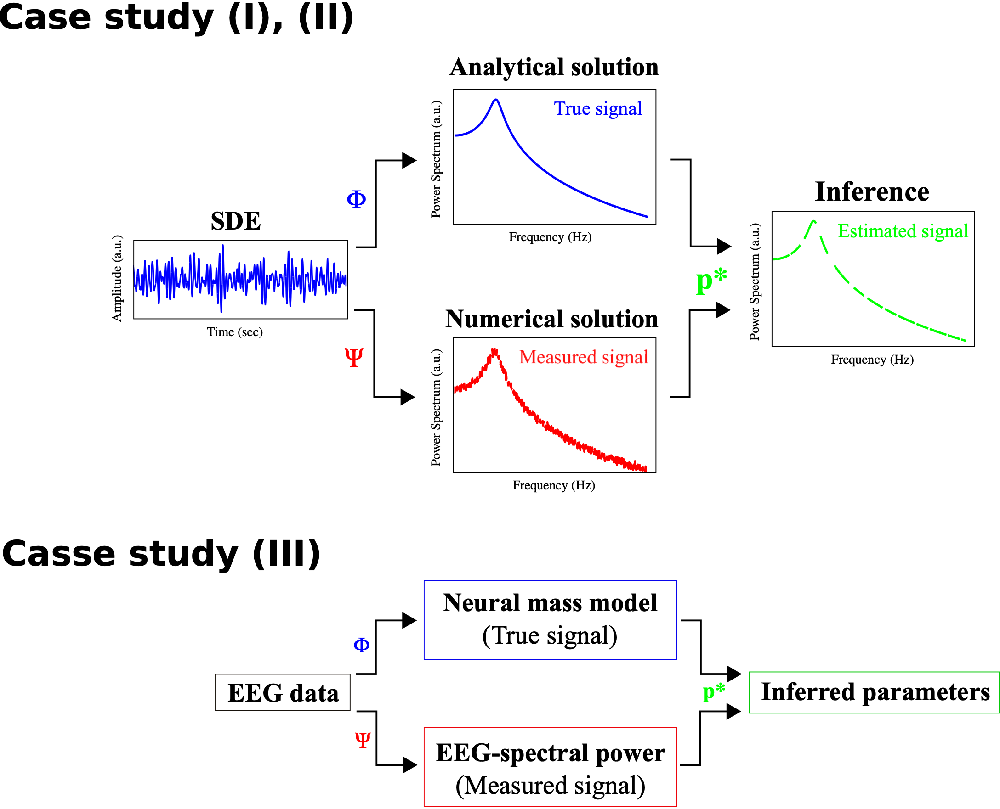 Case study (I), (II)
Analytical solution
True signal
Power Spectrum (a.u.)
Frequency (Hz)
Φ
SDE
Amplitude (a.u.)
Time (sec)
Ψ
Numerical solution
Measured signal
Power Spectrum (a.u.)
Frequency (Hz)
p*
Inference
Estimated signal
Power Spectrum (a.u.)
Frequency (Hz)
Casse study (III)
Neural mass model
(True signal)
Φ
EEG data
Ψ
EEG-spectral power
(Measured signal)
p*
Inferred parameters